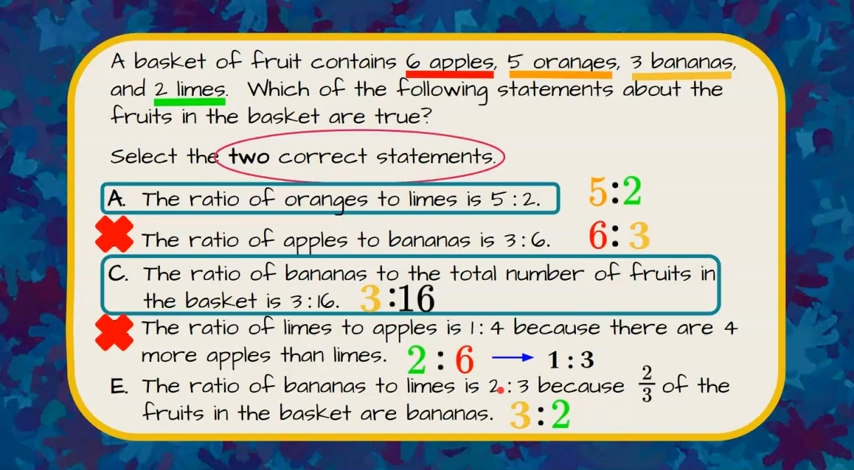 A basket of fruit contains 6 apples, 5 oranges, 3 bananas,
and 2 limes. Which of the following statements about the
fruits in the basket are true?
Select the two correct statements.
A. The ratio of oranges to limes is 5:2. 5:2
The ratio of apples to bananas is 3:6. 6:3
C. The ratio of bananas to the total number of fruits in
the basket is 3:16. 3:16
The ratio of limes to apples is 1:4 because there are 4
more apples than limes. 2:6 → 1:3
E. The ratio of bananas to limes is 2:3 because 2/3 of the
fruits in the basket are bananas. 3:2